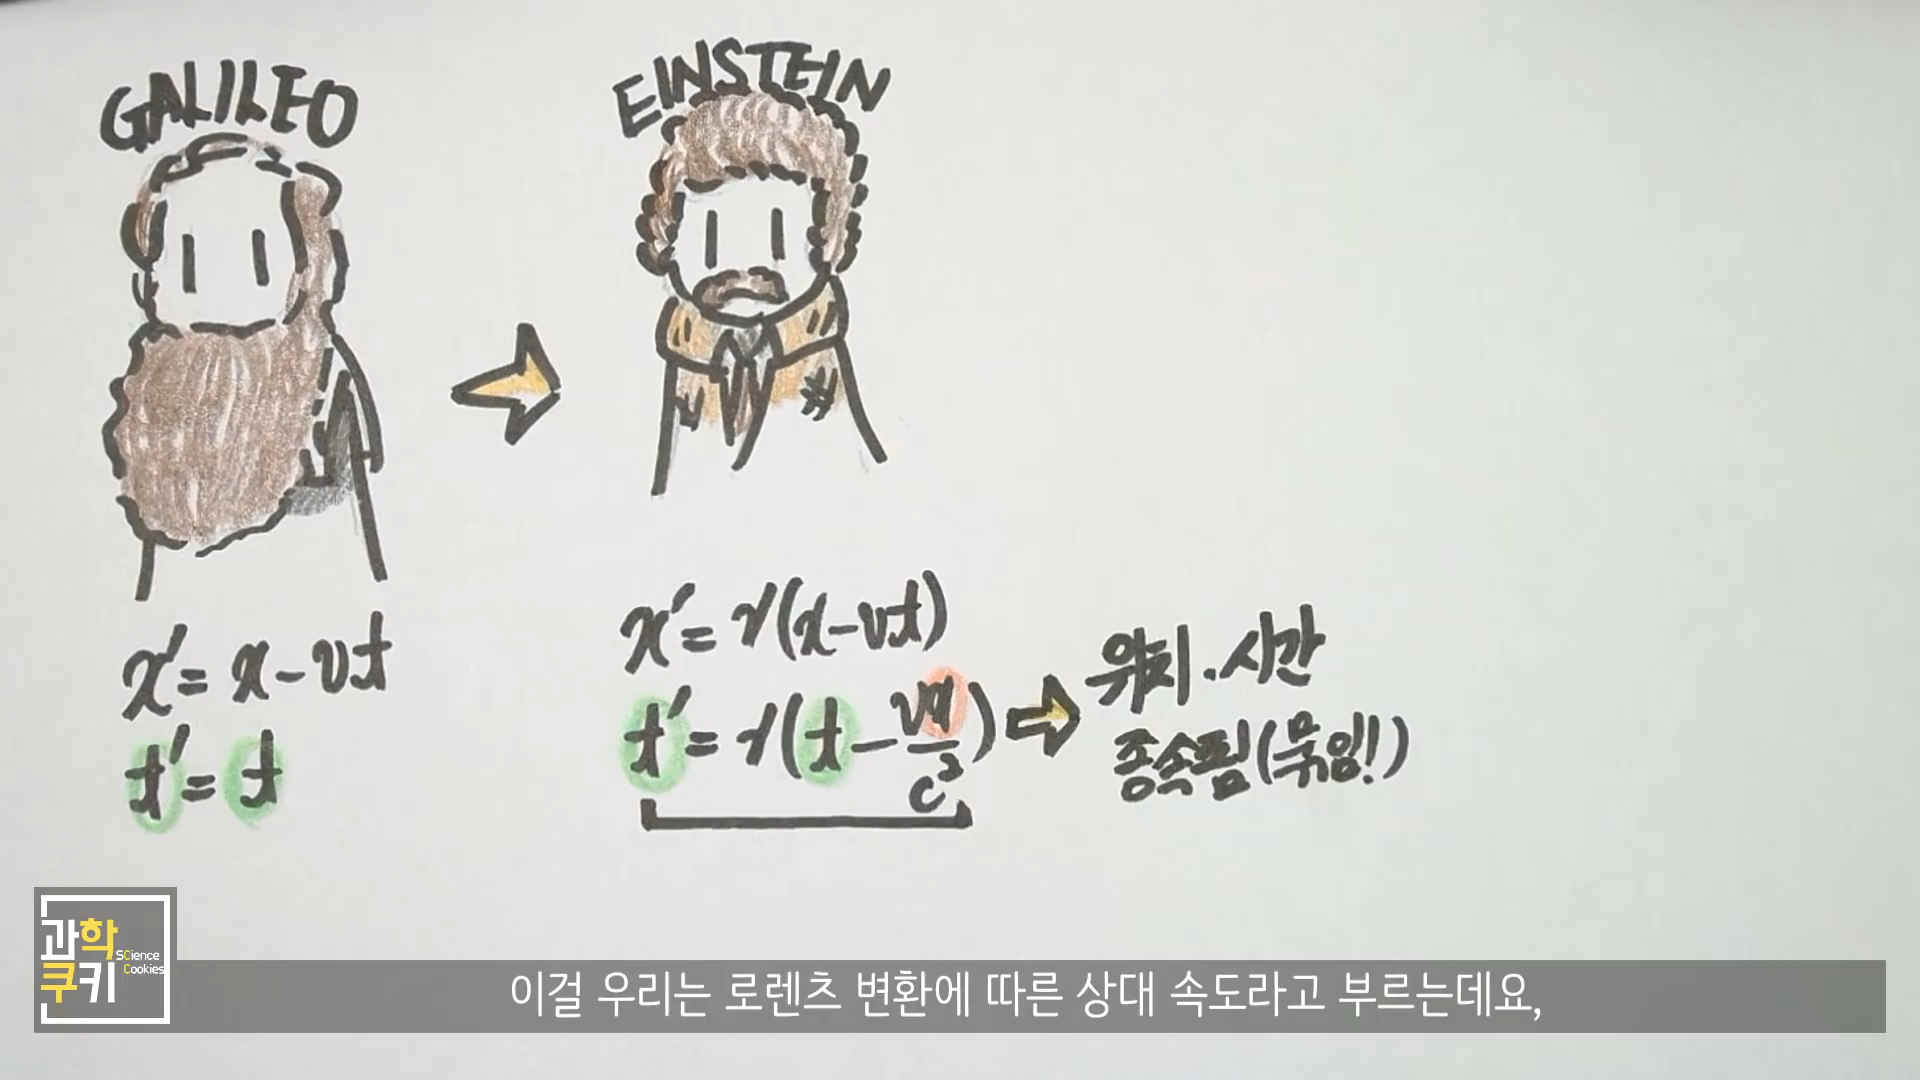 GALILEO
EINSTEIN
x' = x - vt
t' = t
x' = γ(x - vt)
t' = γ(t - vx/c²)
위치·시간
종속됨(묶임!)
과학
쿠키
Science
Cookies
이걸 우리는 로렌츠 변환에 따른 상대 속도라고 부르는데요,